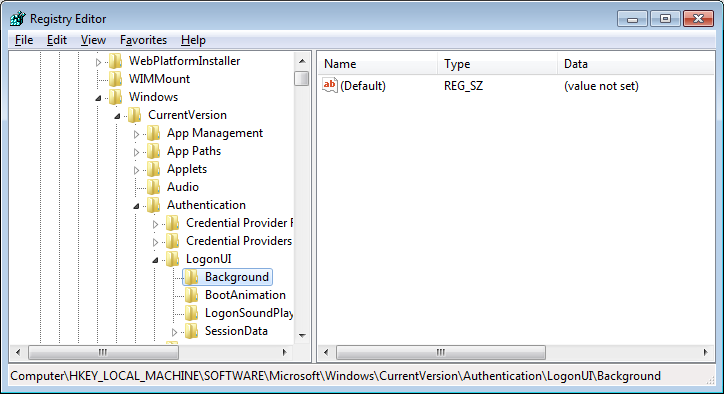 Registry Editor
File Edit View Favorites Help
WebPlatformInstaller
WIMMount
Windows
CurrentVersion
App Management
App Paths
Applets
Audio
Authentication
Credential Provider F
Credential Providers
LogonUI
Background
BootAnimation
LogonSoundPlay
SessionData
Name Type Data
ab (Default) REG_SZ (value not set)
Computer\HKEY_LOCAL_MACHINE\SOFTWARE\Microsoft\Windows\CurrentVersion\Authentication\LogonUI\Background